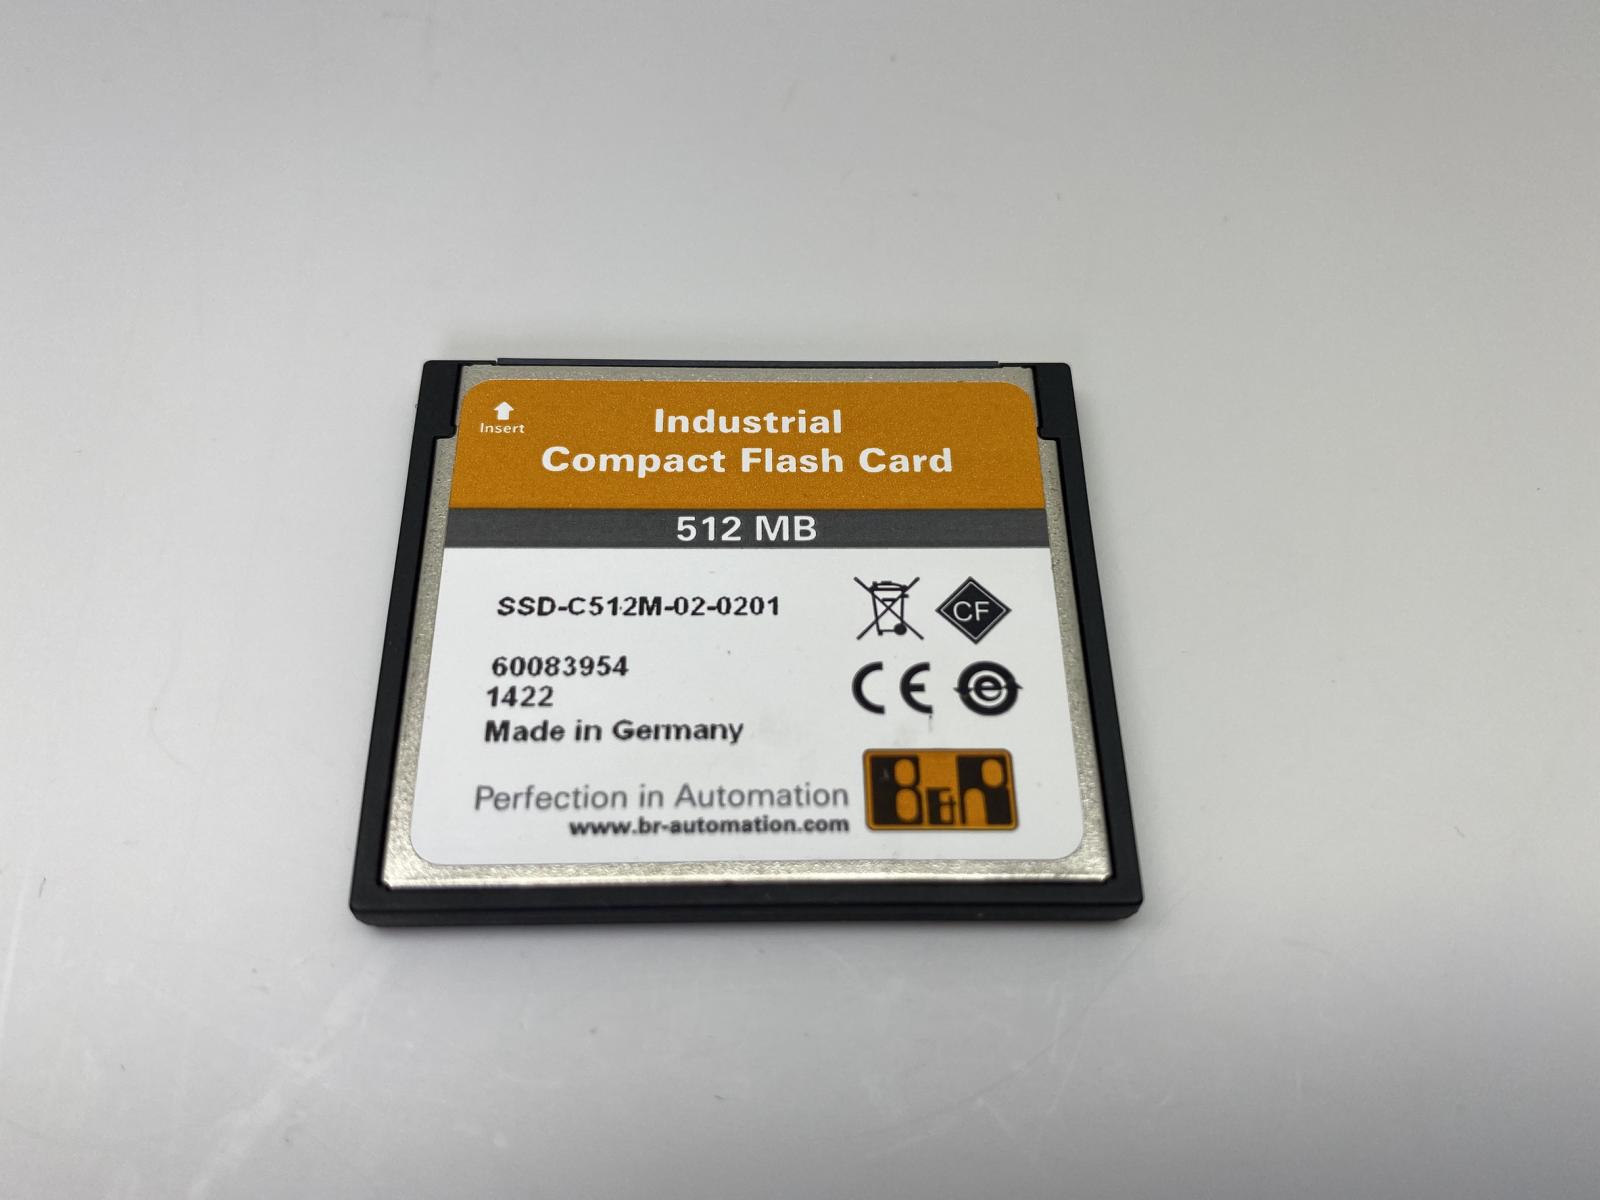 Insert
Industrial
Compact Flash Card
512 MB
SSD-C512M-02-0201
CF
60083954
1422
CE
e
Made in Germany
Perfection in Automation
www.br-automation.com
B&R